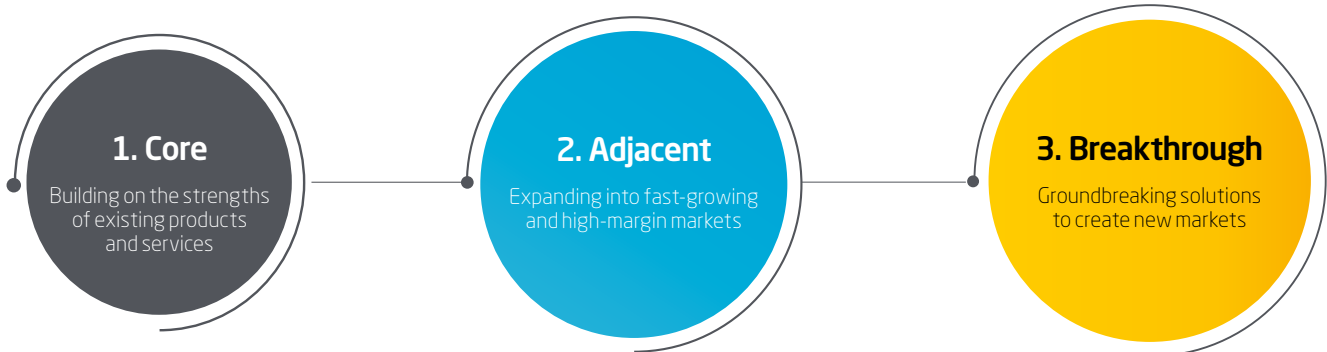 1. Core
Building on the strengths
of existing products
and services
2. Adjacent
Expanding into fast-growing
and high-margin markets
3. Breakthrough
Groundbreaking solutions
to create new markets